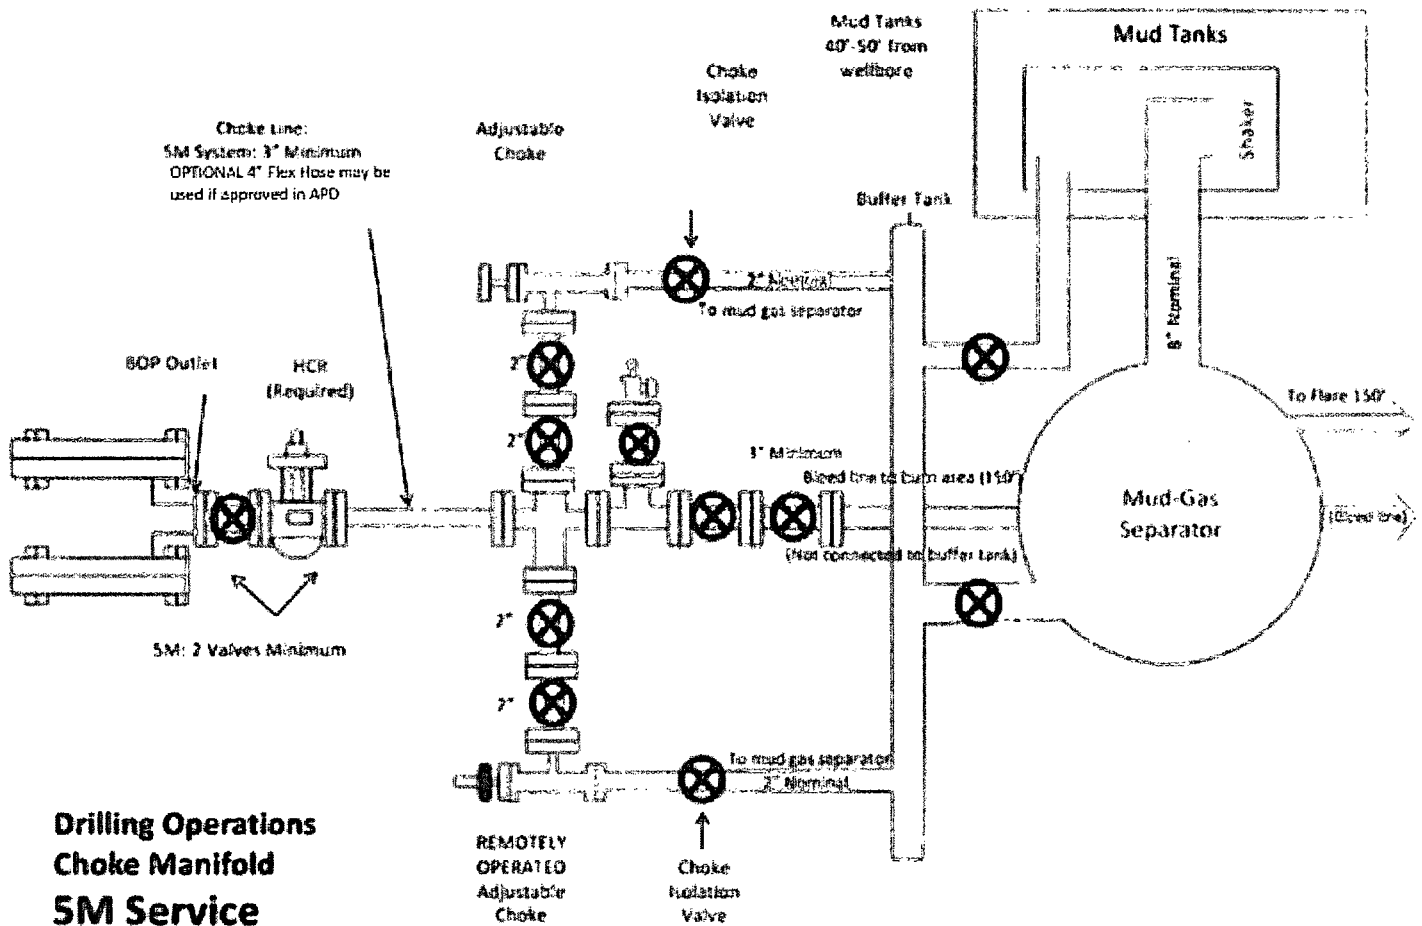 Mud Tanks
40'-50' from
wellbore
Mud Tanks
Choke
Isolation
Valve
Shaker
Choke Line:
5M System: 3" Minimum
OPTIONAL 4" Flex Hose may be
used if approved in APD
Adjustable
Choke
Buffer Tank
2" Nominal
To mud gas separator
8" Nominal
BOP Outlet
HCR
(Required)
2"
2"
To Flare 150'
3" Minimum
Bleed line to burn area (150')
Mud-Gas
Separator
(Bleed line)
(Not connected to buffer tank)
2"
5M: 2 Valves Minimum
2"
To mud gas separator
2" Nominal
Drilling Operations
Choke Manifold
5M Service
REMOTELY
OPERATED
Adjustable
Choke
Choke
Isolation
Valve